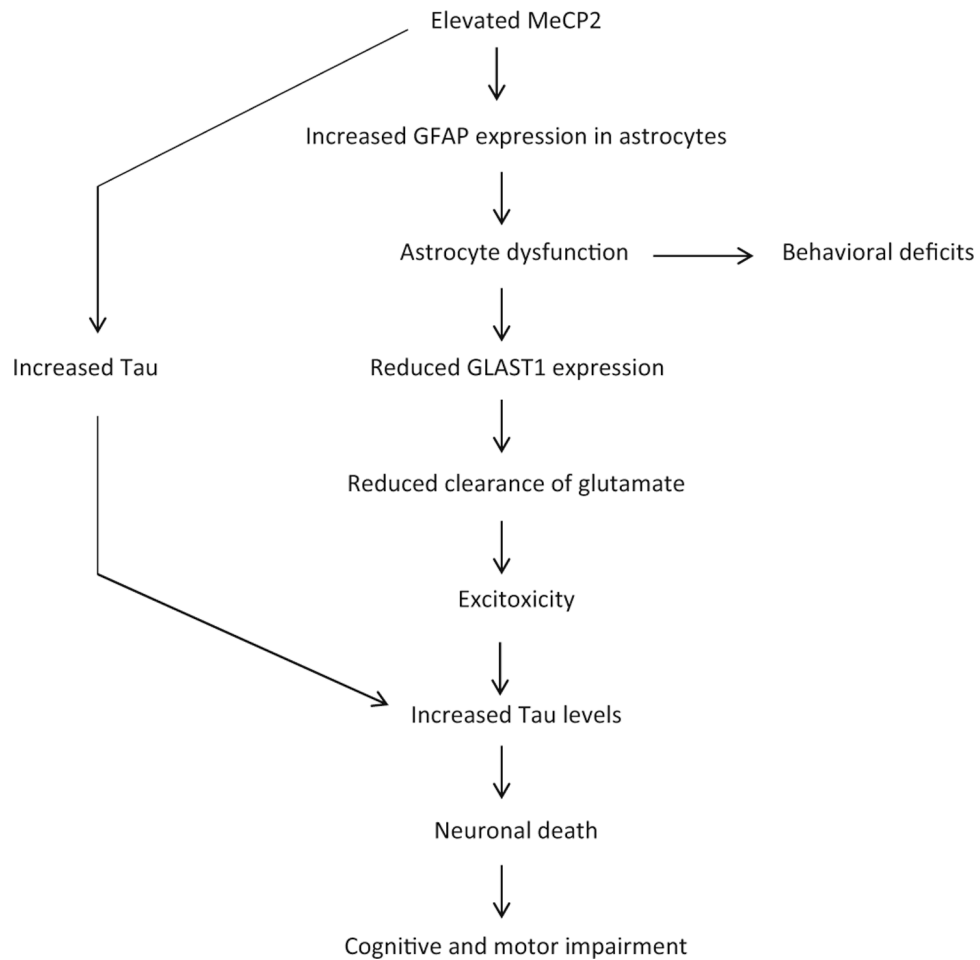 Elevated MeCP2
Increased GFAP expression in astrocytes
Astrocyte dysfunction
Behavioral deficits
Increased Tau
Reduced GLAST1 expression
Reduced clearance of glutamate
Excitoxicity
Increased Tau levels
Neuronal death
Cognitive and motor impairment